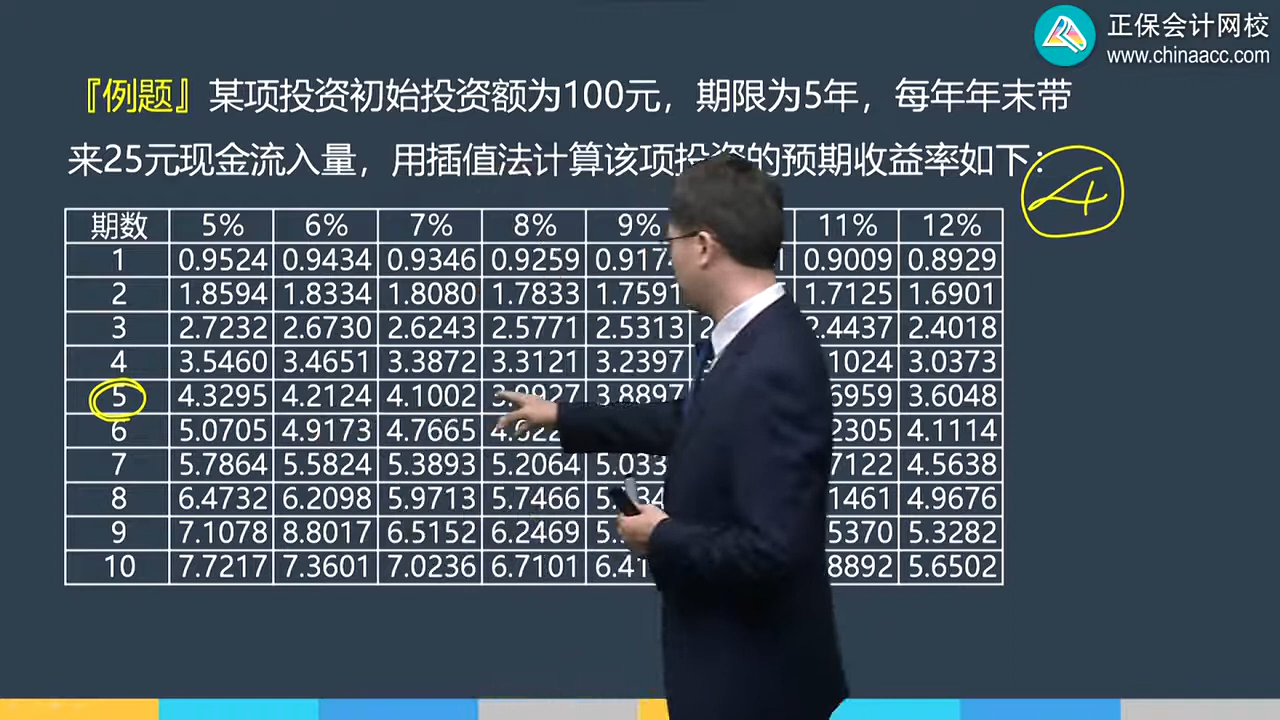 正保会计网校
www.chinaacc.com
『例题』某项投资初始投资额为100元，期限为5年，每年年末带
来25元现金流入量，用插值法计算该项投资的预期收益率如下：
4
期数 5% 6% 7% 8% 9% 11% 12%
1 0.9524 0.9434 0.9346 0.9259 0.9009 0.8929
2 1.8594 1.8334 1.8080 1.7833 1.7591 1.7125 1.6901
3 2.7232 2.6730 2.6243 2.5771 2.5313 2.4437 2.4018
4 3.5460 3.4651 3.3872 3.3121 3.2397 3.0373
5 4.3295 4.2124 4.1002 3.8897 3.6048
6 5.0705 4.9173 4.7665 4.1114
7 5.7864 5.5824 5.3893 5.2064 4.5638
8 6.4732 6.2098 5.9713 5.7466 4.9676
9 7.1078 8.8017 6.5152 6.2469 5.3282
10 7.7217 7.3601 7.0236 6.7101 5.6502